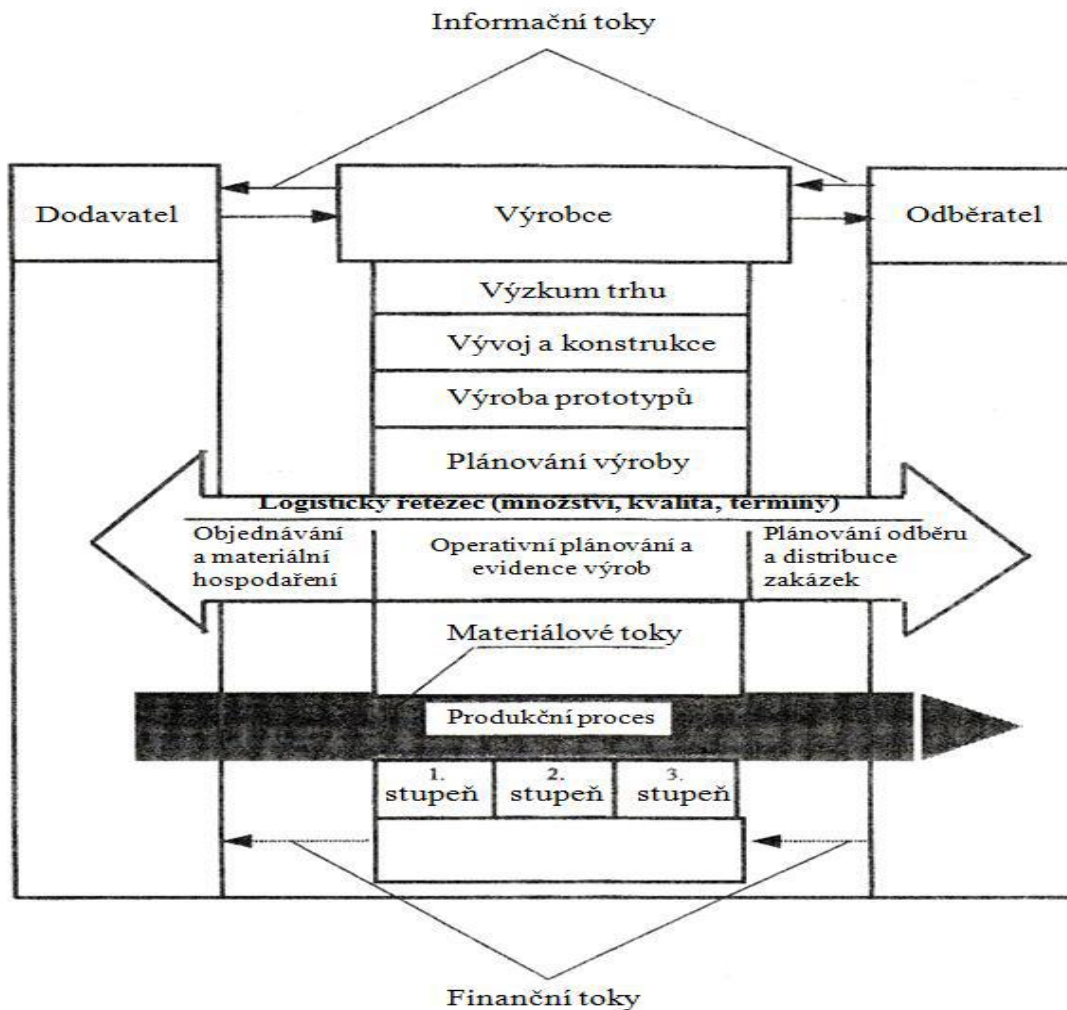 Informační toky
Dodavatel
Výrobce
Odběratel
Výzkum trhu
Vývoj a konstrukce
Výroba prototypů
Plánování výroby
Logistický řetězec (množství, kvalita, termíny)
Objednávání
a materiální
hospodaření
Operativní plánování a
evidence výrob
Plánování odběru
a distribuce
zakázek
Materiálové toky
Produkční proces
1.
stupeň
2.
stupeň
3.
stupeň
Finanční toky